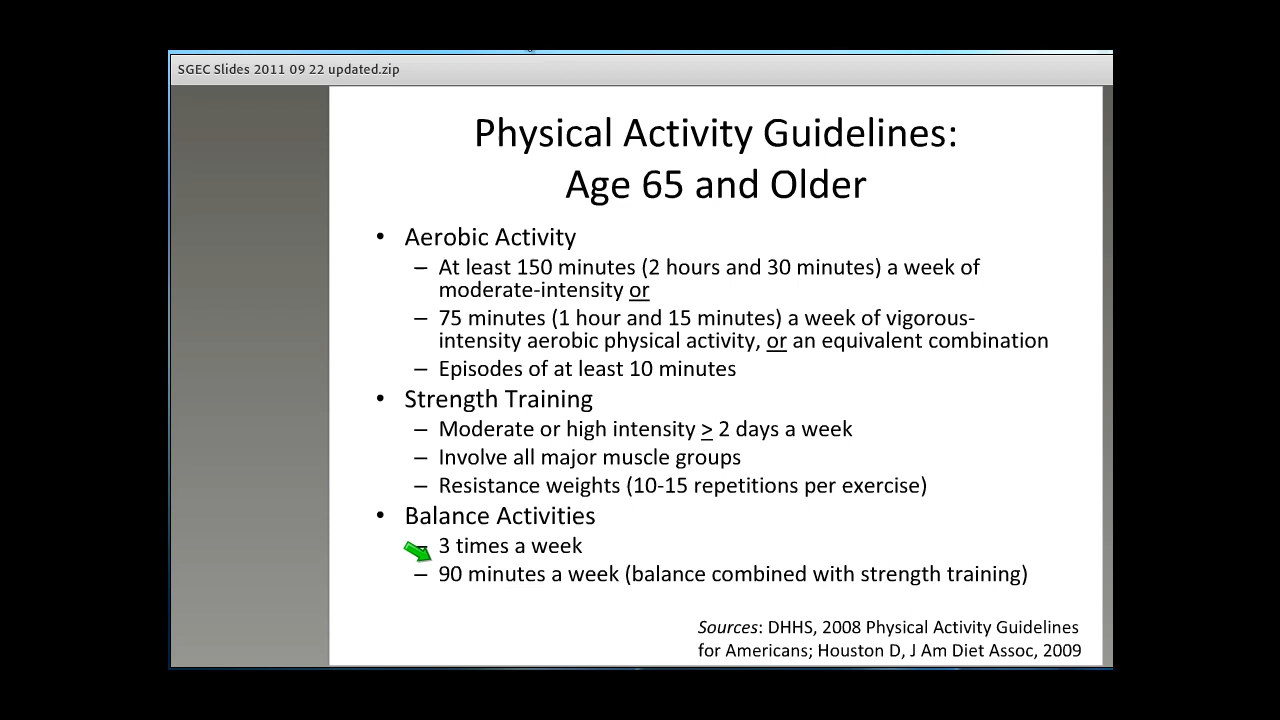 SGEC Slides 2011 09 22 updated.zip
Physical Activity Guidelines:
Age 65 and Older
• Aerobic Activity
– At least 150 minutes (2 hours and 30 minutes) a week of
moderate-intensity or
– 75 minutes (1 hour and 15 minutes) a week of vigorous-
intensity aerobic physical activity, or an equivalent combination
– Episodes of at least 10 minutes
• Strength Training
– Moderate or high intensity ≥ 2 days a week
– Involve all major muscle groups
– Resistance weights (10-15 repetitions per exercise)
• Balance Activities
– 3 times a week
– 90 minutes a week (balance combined with strength training)
Sources: DHHS, 2008 Physical Activity Guidelines
for Americans; Houston D, J Am Diet Assoc, 2009